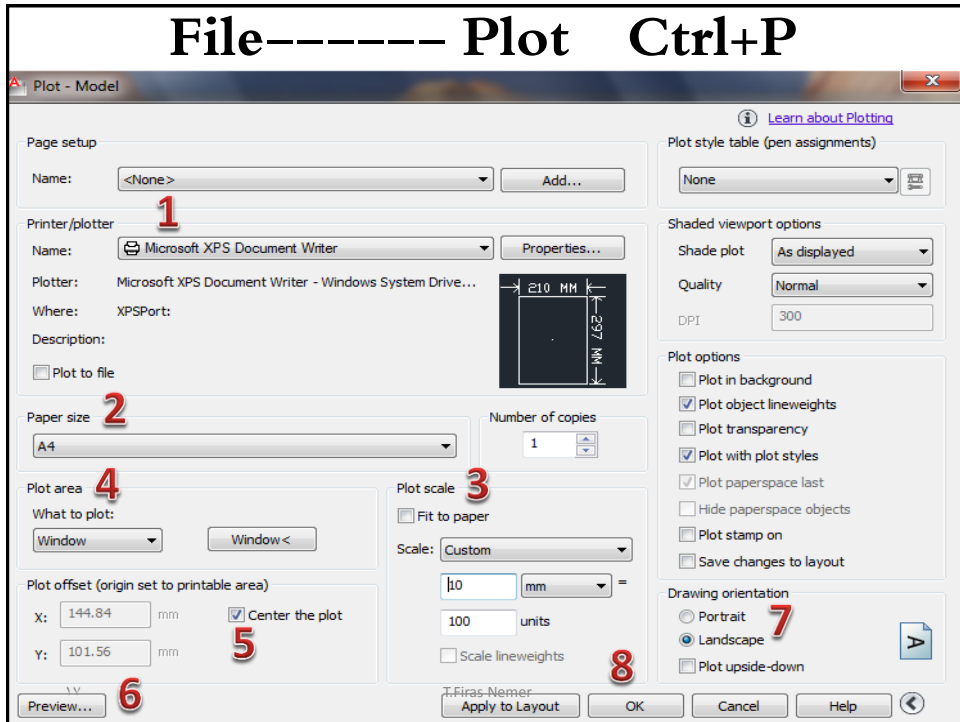 File------ Plot Ctrl+P
Plot - Model
Learn about Plotting
Page setup
Name: <None> Add...
1
Printer/plotter
Name: Microsoft XPS Document Writer Properties...
Plotter: Microsoft XPS Document Writer - Windows System Drive...
Where: XPSPort:
Description:
Plot to file
210 MM
297 MM
2
Paper size
A4
Number of copies
1
4
Plot area
What to plot:
Window Window<
Plot offset (origin set to printable area)
X: 144.84 mm Center the plot
5
Y: 101.56 mm
3
Plot scale
Fit to paper
Scale: Custom
10 mm =
100 units
Scale lineweights
Plot style table (pen assignments)
None
Shaded viewport options
Shade plot As displayed
Quality Normal
DPI 300
Plot options
Plot in background
Plot object lineweights
Plot transparency
Plot with plot styles
Plot paperspace last
Hide paperspace objects
Plot stamp on
Save changes to layout
Drawing orientation
Portrait
7
Landscape
A
Plot upside-down
6
8
T.Firas Nemer
Preview... Apply to Layout OK Cancel Help